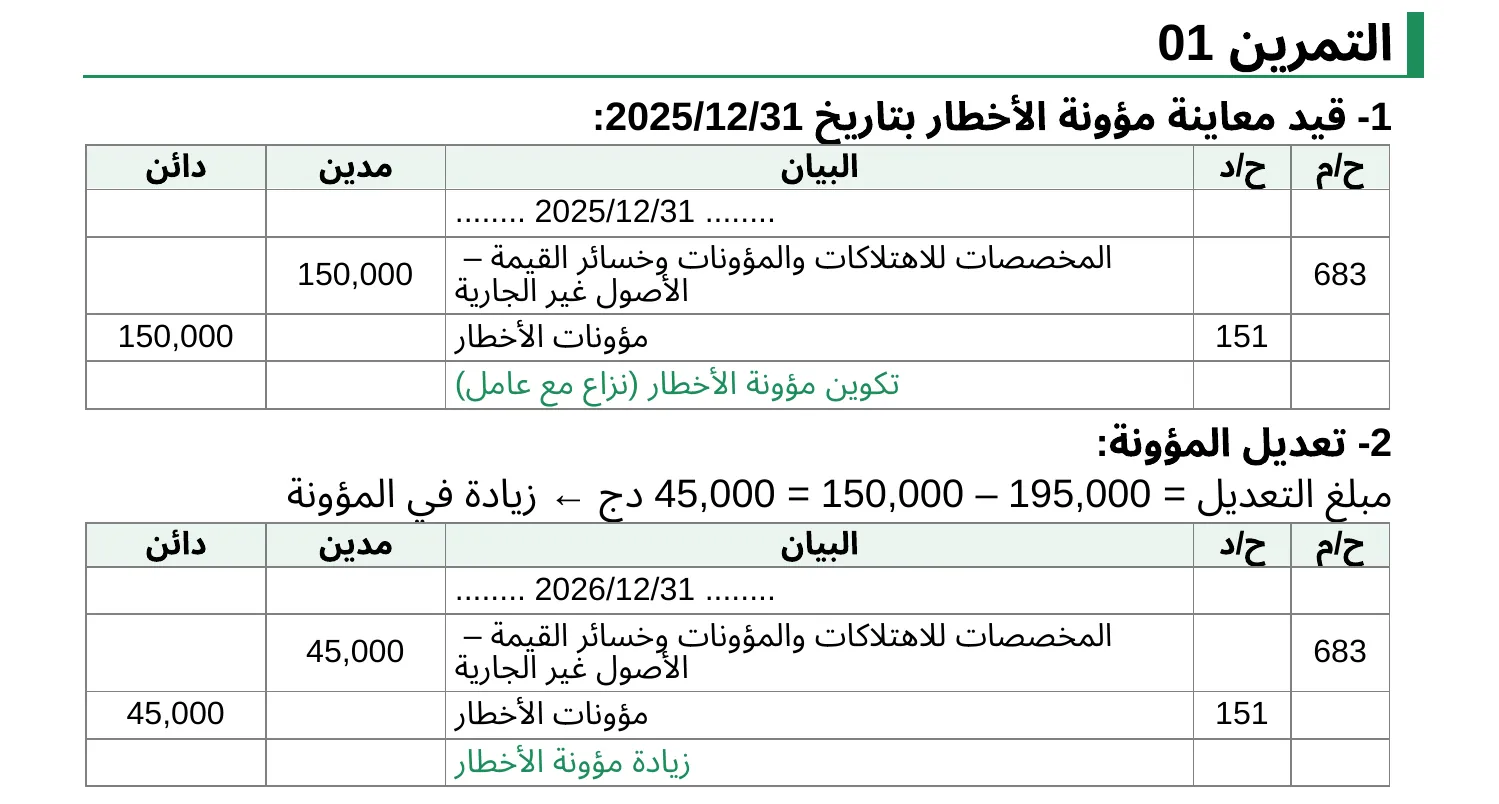 التمرين 01
1- قيد معاينة مؤونة الأخطار بتاريخ 2025/12/31:
ح/م ح/د البيان مدين دائن
........ 2025/12/31 ........
683 المخصصات للاهتلاكات والمؤونات وخسائر القيمة – 150,000
الأصول غير الجارية
151 مؤونات الأخطار 150,000
تكوين مؤونة الأخطار (نزاع مع عامل)
2- تعديل المؤونة:
مبلغ التعديل = 195,000 – 150,000 = 45,000 دج ← زيادة في المؤونة
ح/م ح/د البيان مدين دائن
........ 2026/12/31 ........
683 المخصصات للاهتلاكات والمؤونات وخسائر القيمة – 45,000
الأصول غير الجارية
151 مؤونات الأخطار 45,000
زيادة مؤونة الأخطار